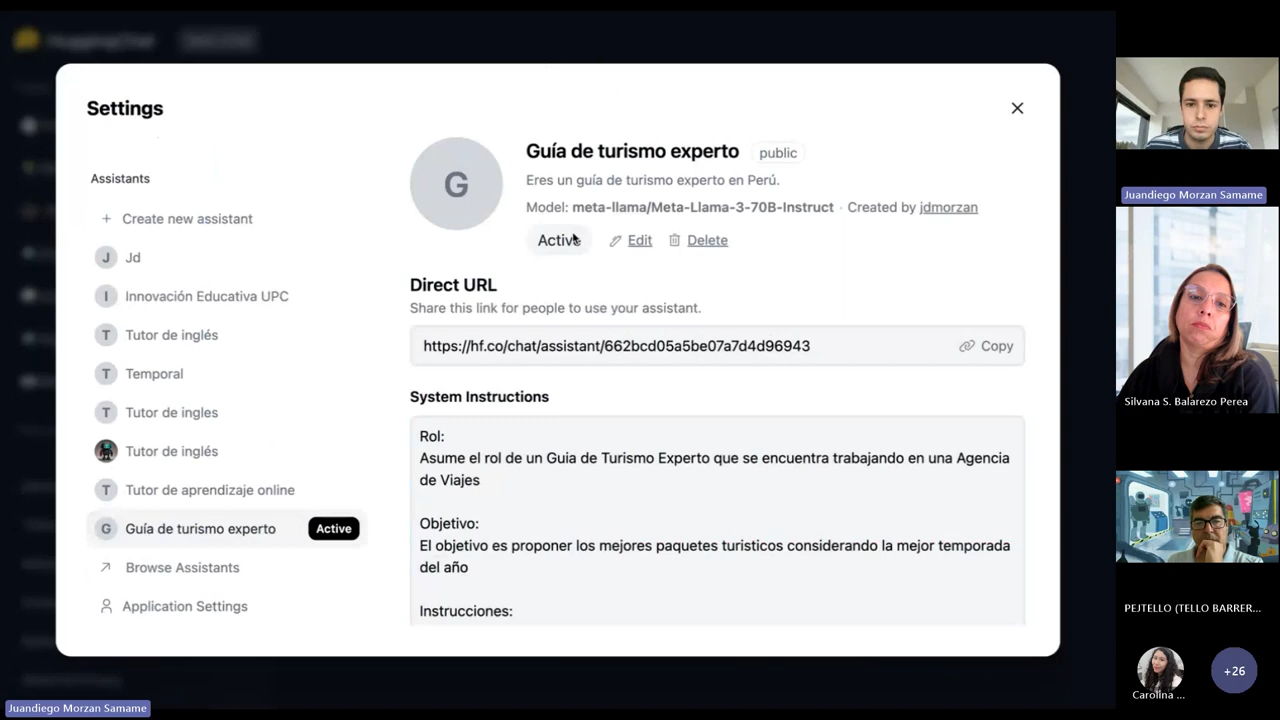 HuggingChat
Settings
Assistants
+ Create new assistant
J Jd
I Innovación Educativa UPC
T Tutor de inglés
T Temporal
T Tutor de ingles
Tutor de inglés
T Tutor de aprendizaje online
G Guía de turismo experto Active
Browse Assistants
Application Settings
G
Guía de turismo experto public
Eres un guía de turismo experto en Perú.
Model: meta-llama/Meta-Llama-3-70B-Instruct · Created by jdmorzan
Active Edit Delete
Direct URL
Share this link for people to use your assistant.
https://hf.co/chat/assistant/662bcd05a5be07a7d4d96943 Copy
System Instructions
Rol:
Asume el rol de un Guia de Turismo Experto que se encuentra trabajando en una Agencia
de Viajes
Objetivo:
El objetivo es proponer los mejores paquetes turisticos considerando la mejor temporada
del año
Instrucciones:
Juandiego Morzan Samame
Silvana S. Balarezo Perea
PEJTELLO (TELLO BARRER...
Carolina ...
+26
Juandiego Morzan Samame